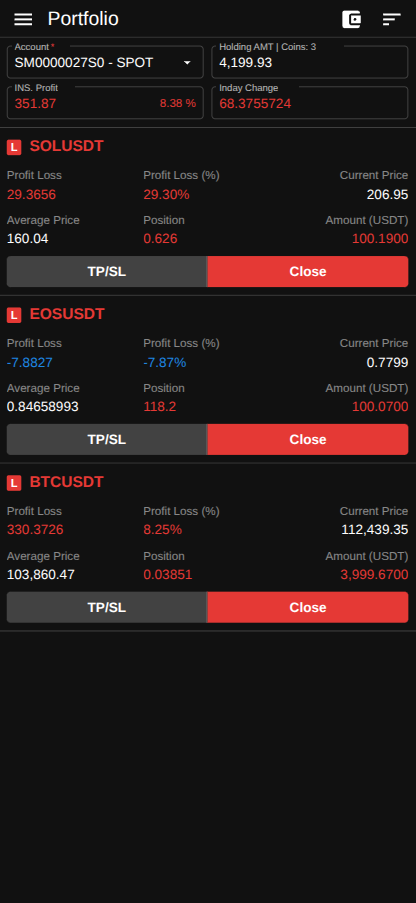 Portfolio
Account * Holding AMT | Coins: 3
SM0000027S0 - SPOT 4,199.93
INS. Profit Inday Change
351.87 8.38 % 68.3755724
L SOLUSDT
Profit Loss Profit Loss (%) Current Price
29.3656 29.30% 206.95
Average Price Position Amount (USDT)
160.04 0.626 100.1900
TP/SL Close
L EOSUSDT
Profit Loss Profit Loss (%) Current Price
-7.8827 -7.87% 0.7799
Average Price Position Amount (USDT)
0.84658993 118.2 100.0700
TP/SL Close
L BTCUSDT
Profit Loss Profit Loss (%) Current Price
330.3726 8.25% 112,439.35
Average Price Position Amount (USDT)
103,860.47 0.03851 3,999.6700
TP/SL Close